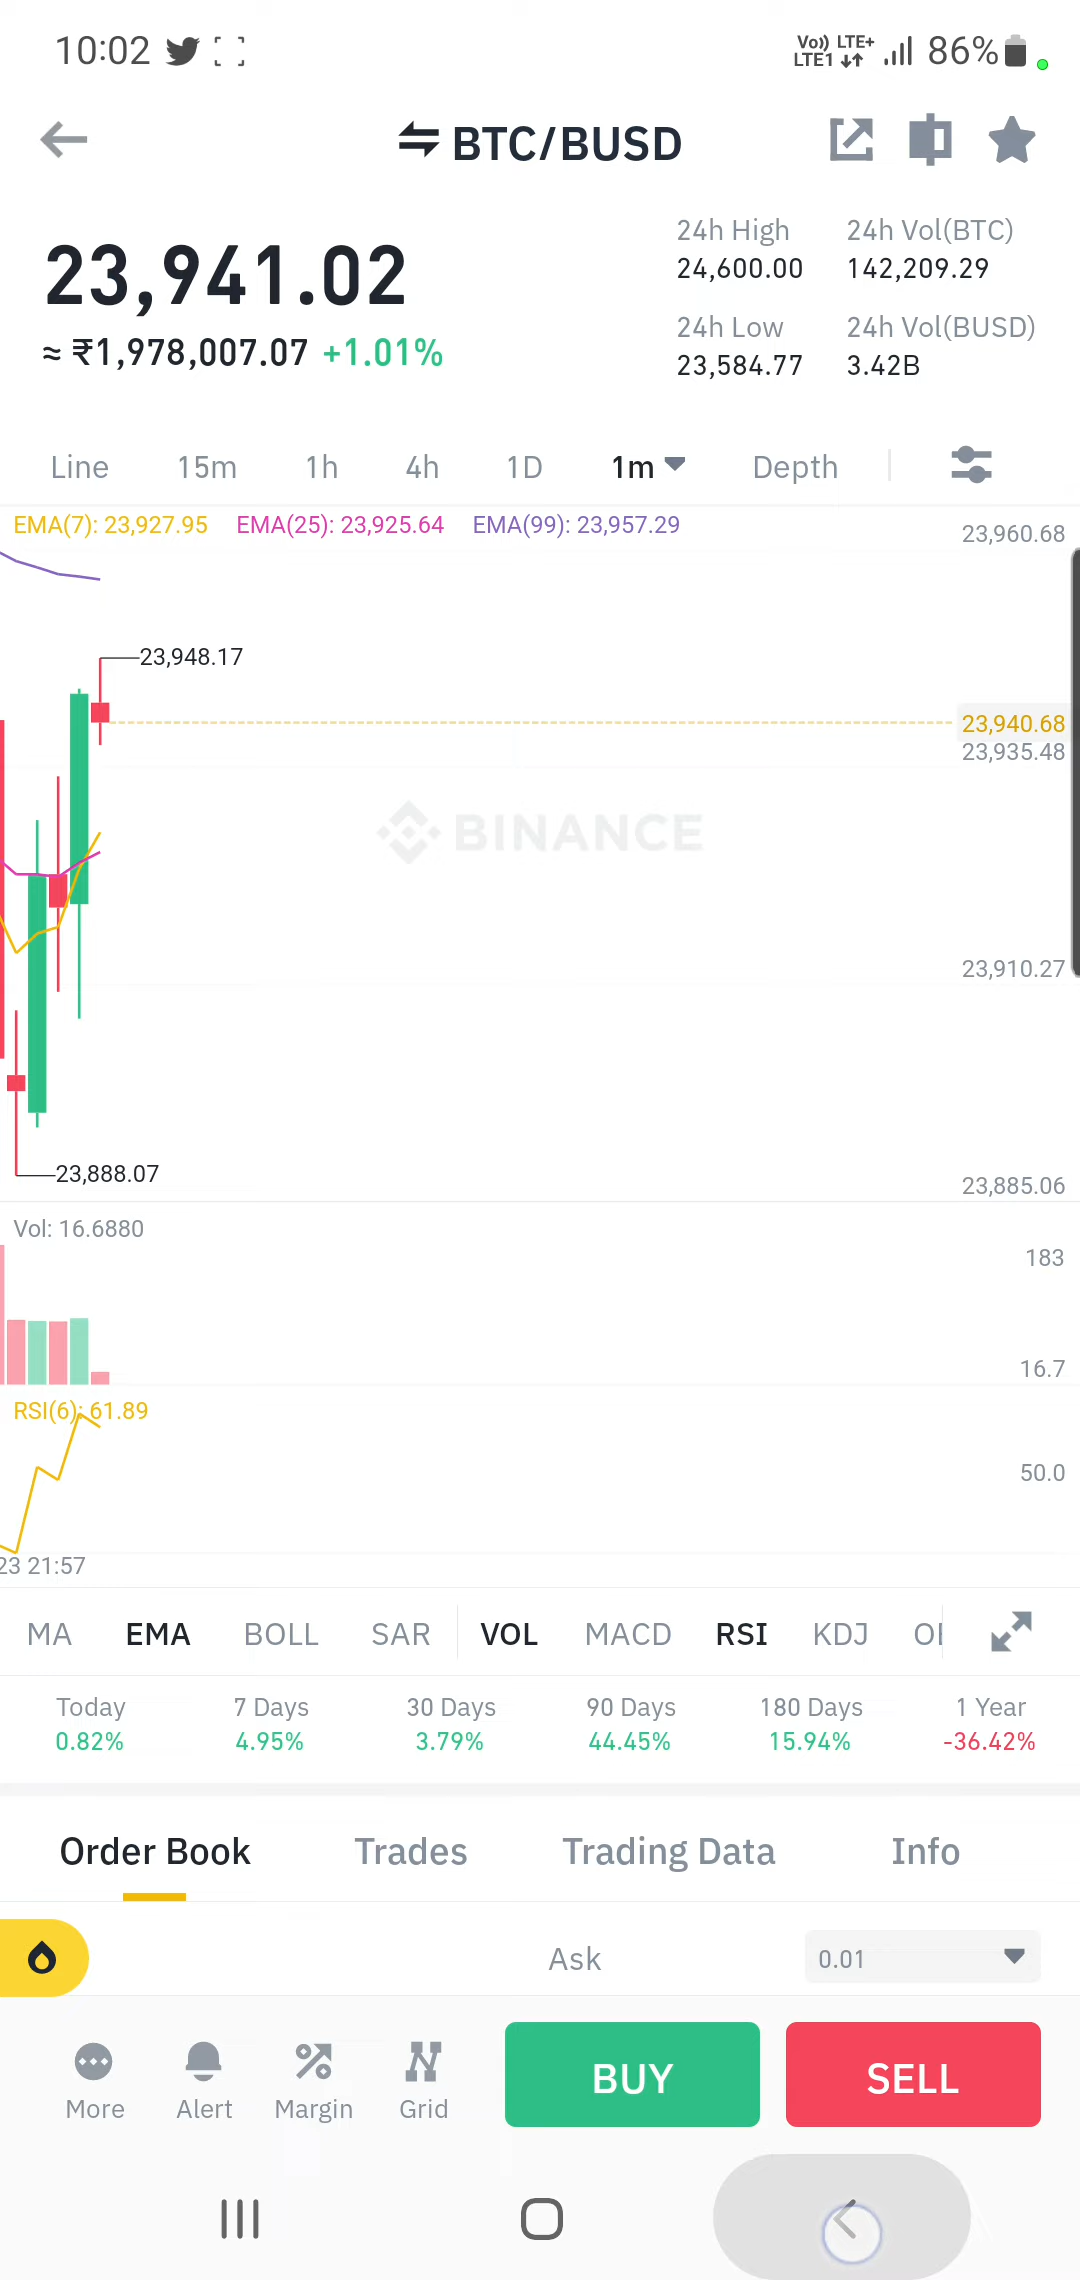 10:02
Vo)) LTE+
LTE1
86%
BTC/BUSD
23,941.02
≈ ₹1,978,007.07 +1.01%
24h High
24,600.00
24h Vol(BTC)
142,209.29
24h Low
23,584.77
24h Vol(BUSD)
3.42B
Line 15m 1h 4h 1D 1m Depth
EMA(7): 23,927.95 EMA(25): 23,925.64 EMA(99): 23,957.29
23,960.68
23,948.17
23,940.68
23,935.48
BINANCE
23,910.27
23,888.07
23,885.06
Vol: 16.6880
183
16.7
RSI(6): 61.89
50.0
23 21:57
MA EMA BOLL SAR VOL MACD RSI KDJ
Today 7 Days 30 Days 90 Days 180 Days 1 Year
0.82% 4.95% 3.79% 44.45% 15.94% -36.42%
Order Book Trades Trading Data Info
Ask
0.01
More Alert Margin Grid
BUY SELL